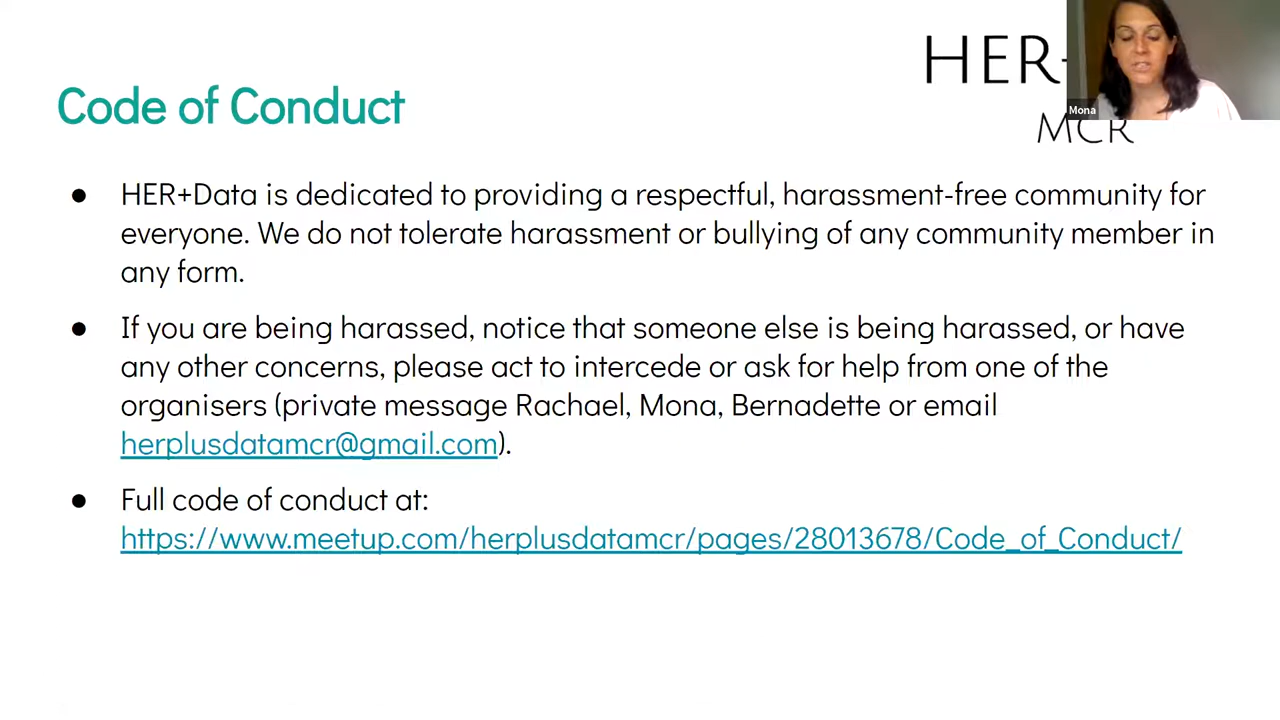 HER+
Mona
MCR
Code of Conduct
● HER+Data is dedicated to providing a respectful, harassment-free community for
everyone. We do not tolerate harassment or bullying of any community member in
any form.
● If you are being harassed, notice that someone else is being harassed, or have
any other concerns, please act to intercede or ask for help from one of the
organisers (private message Rachael, Mona, Bernadette or email
herplusdatamcr@gmail.com).
● Full code of conduct at:
https://www.meetup.com/herplusdatamcr/pages/28013678/Code_of_Conduct/